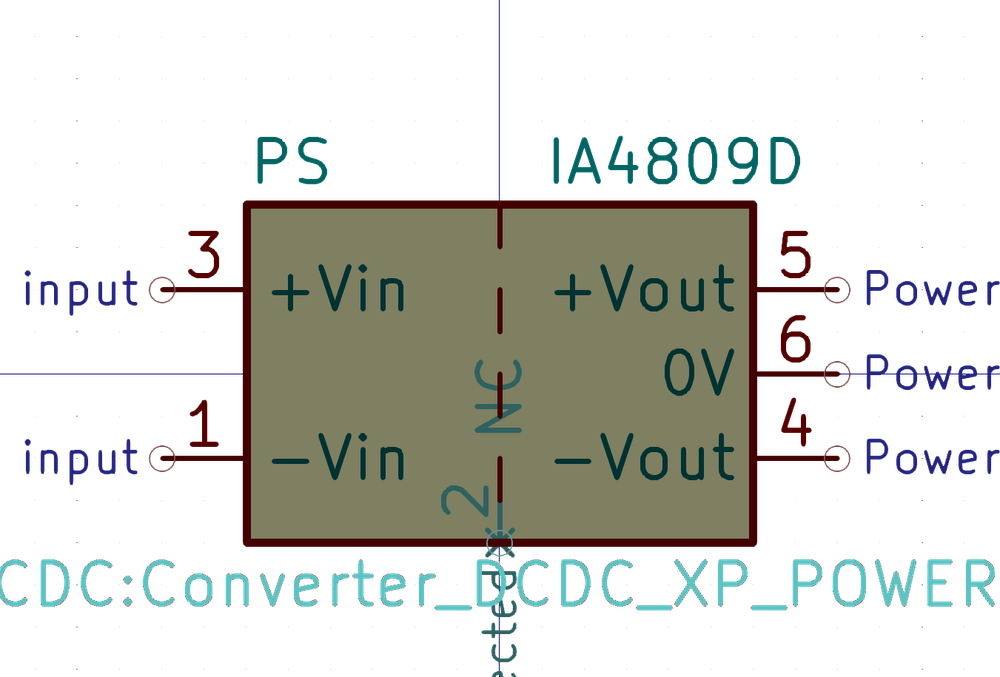 PS IA4809D
3 5
input +Vin +Vout Power
6
0V Power
NC
1 4
input -Vin -Vout Power
2
CDC:Converter_DCDC_XP_POWER
ected